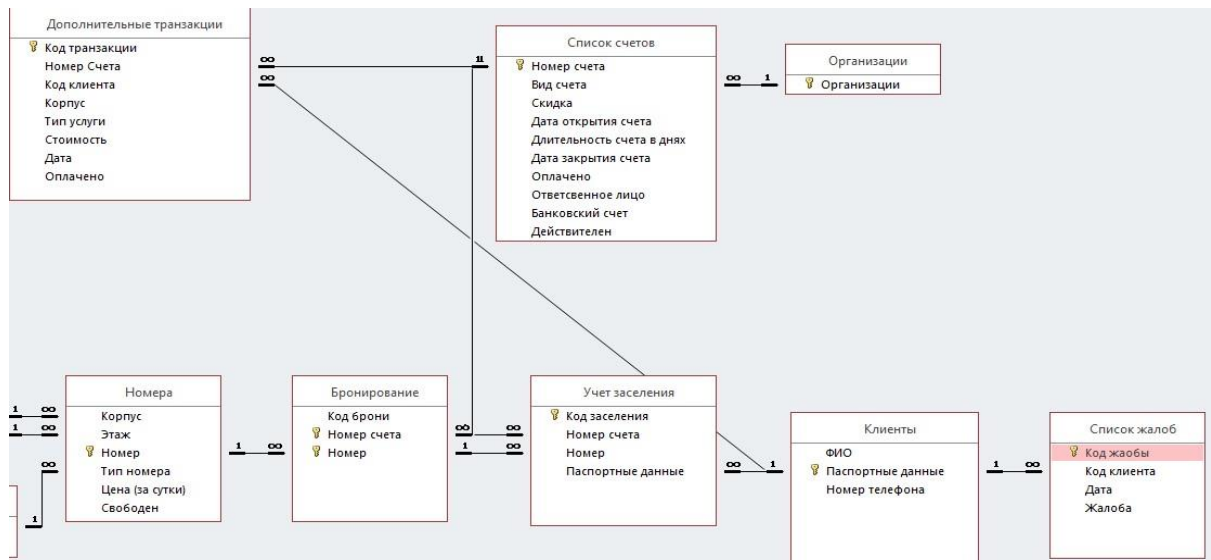 Дополнительные транзакции
Код транзакции
Номер Счета
Код клиента
Корпус
Тип услуги
Стоимость
Дата
Оплачено
Список счетов
Номер счета
Вид счета
Скидка
Дата открытия счета
Длительность счета в днях
Дата закрытия счета
Оплачено
Ответсвенное лицо
Банковский счет
Действителен
Организации
Организации
Номера
Корпус
Этаж
Номер
Тип номера
Цена (за сутки)
Свободен
Бронирование
Код брони
Номер счета
Номер
Учет заселения
Код заселения
Номер счета
Номер
Паспортные данные
Клиенты
ФИО
Паспортные данные
Номер телефона
Список жалоб
Код жаобы
Код клиента
Дата
Жалоба